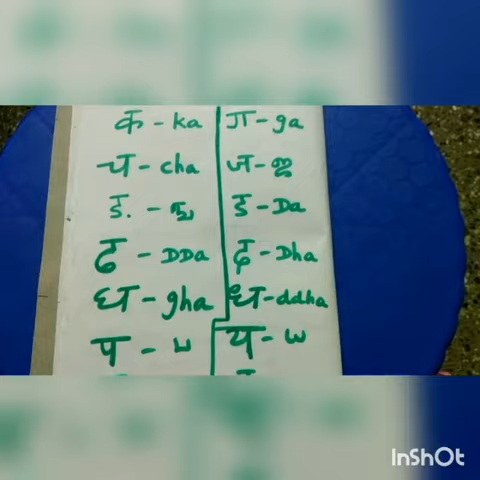 क - ka ग - ga
च - cha ज - ஜ
ङ. - ங ड - Da
ढ - DDa ढ़ - Dha
घ - gha ध - ddha
प - ப य - ய
InShOt